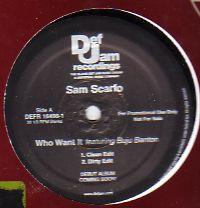 Def
Jam
recordings
Sam Scarfo
Side A
DEFR 15490-1
For Promotional Use Only
Not For Sale
Who Want It featuring Buju Banton
1. Clean Edit
2. Dirty Edit
DEBUT ALBUM
COMING SOON!